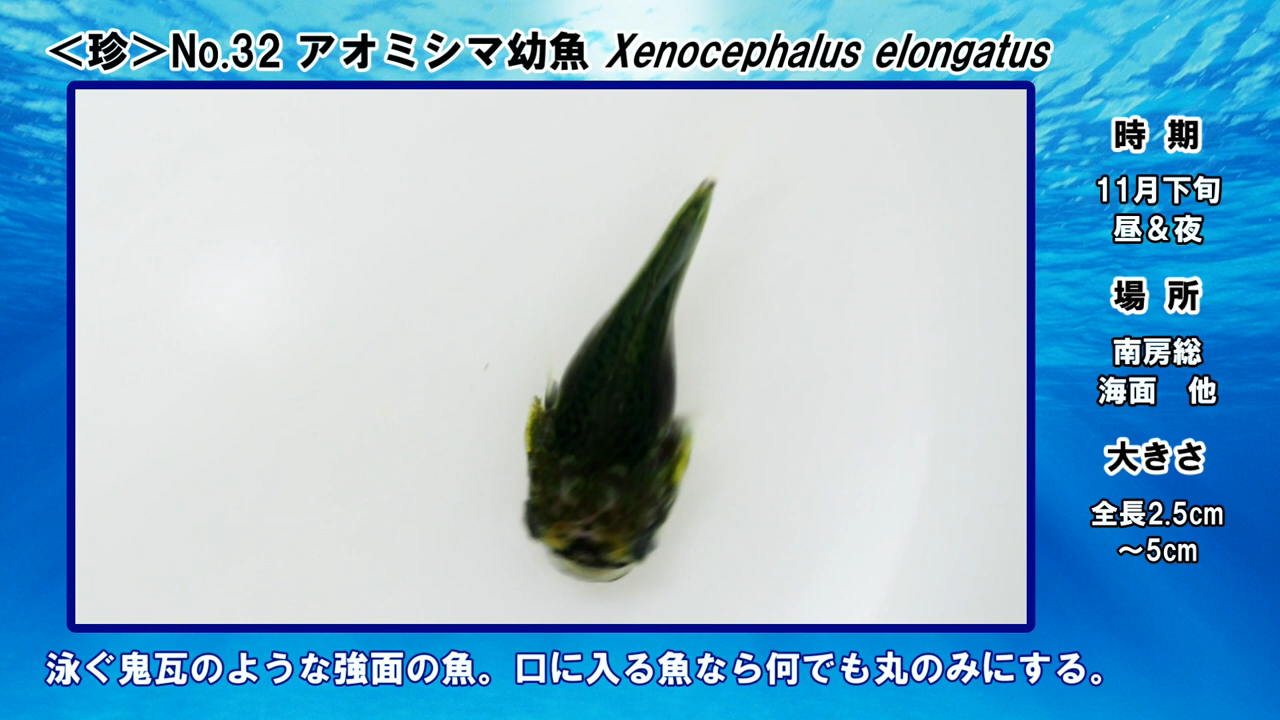 ＜珍＞No.32 アオミシマ幼魚 Xenocephalus elongatus
時 期
11月下旬
昼＆夜
場 所
南房総
海面　他
大きさ
全長2.5cm
～5cm
泳ぐ鬼瓦のような強面の魚。口に入る魚なら何でも丸のみにする。